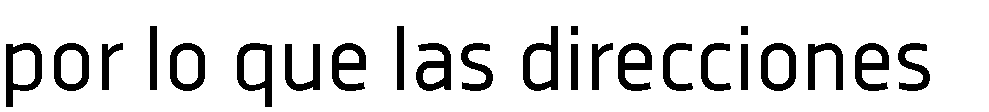 por lo que las direcciones